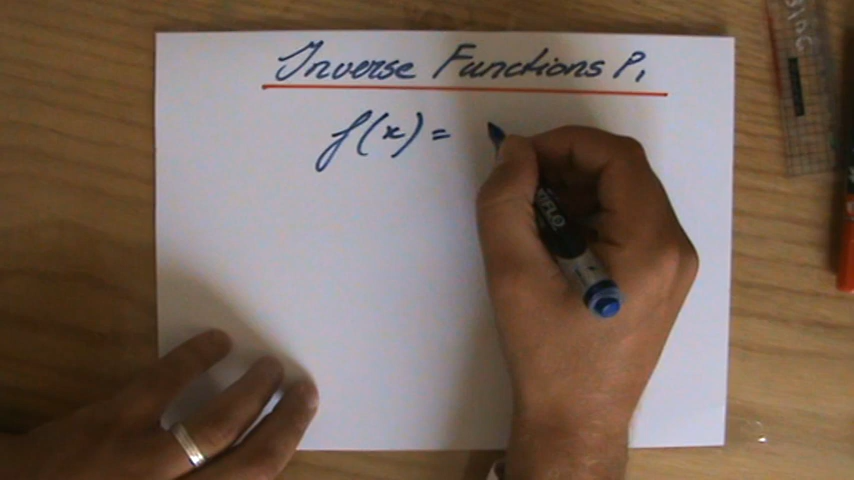 Inverse Functions P1
f(x) =